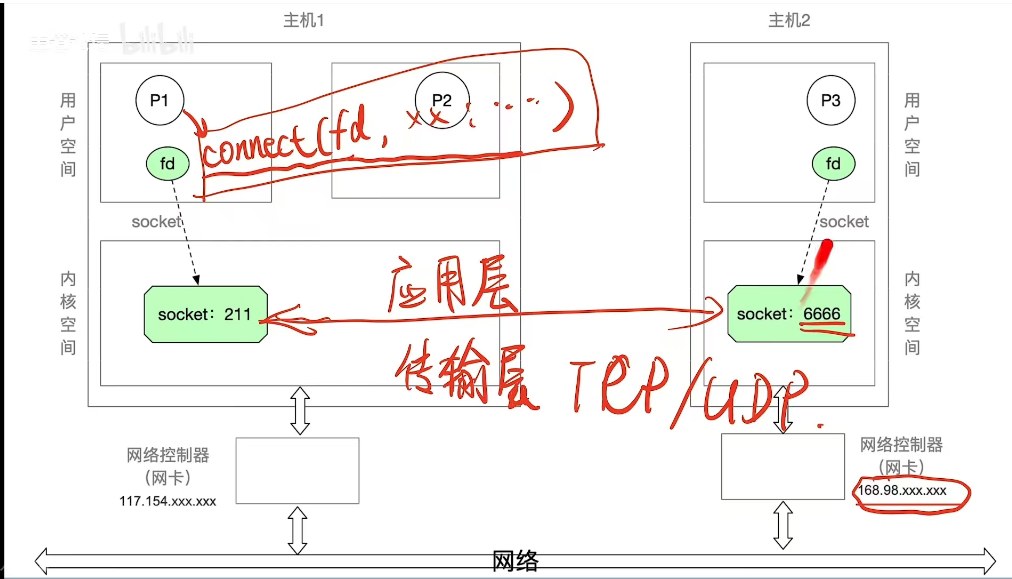 主机1
主机2
bilibili
用户空间
P1
P2
connect(fd, xx:……)
fd
socket
P3
fd
socket
用户空间
内核空间
socket：211
应用层
传输层 TCP/UDP.
socket：6666
内核空间
网络控制器
（网卡）
117.154.xxx.xxx
网络控制器
（网卡）
168.98.xxx.xxx
网络